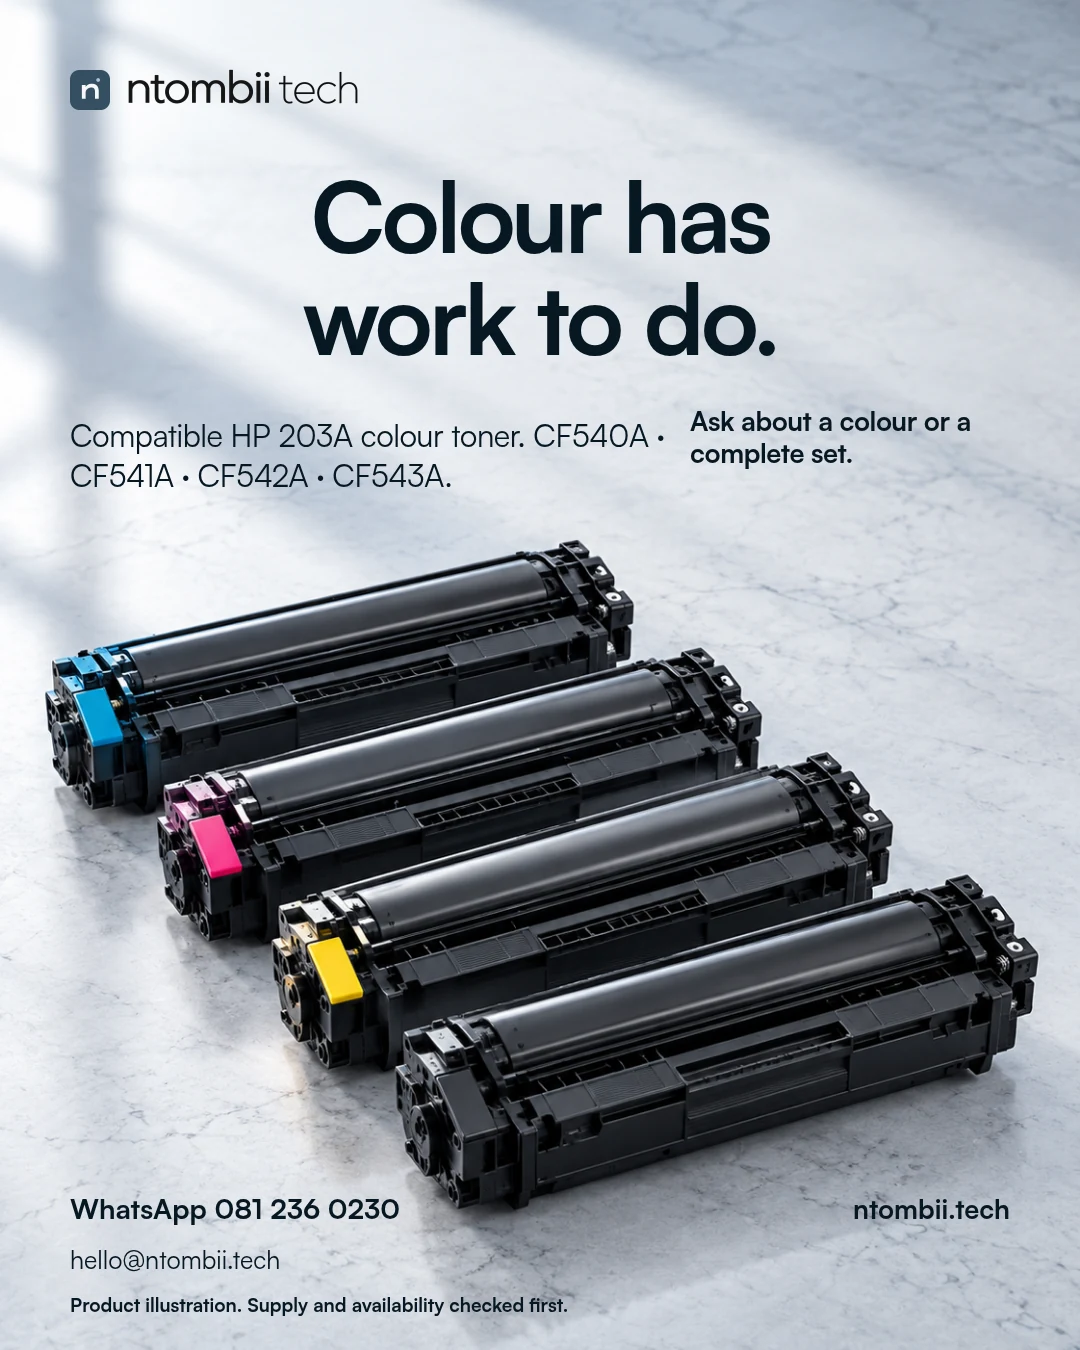 n
ntombii tech
Colour has
work to do.
Compatible HP 203A colour toner. CF540A •
CF541A • CF542A • CF543A.
Ask about a colour or a
complete set.
WhatsApp 081 236 0230
ntombii.tech
hello@ntombii.tech
Product illustration. Supply and availability checked first.